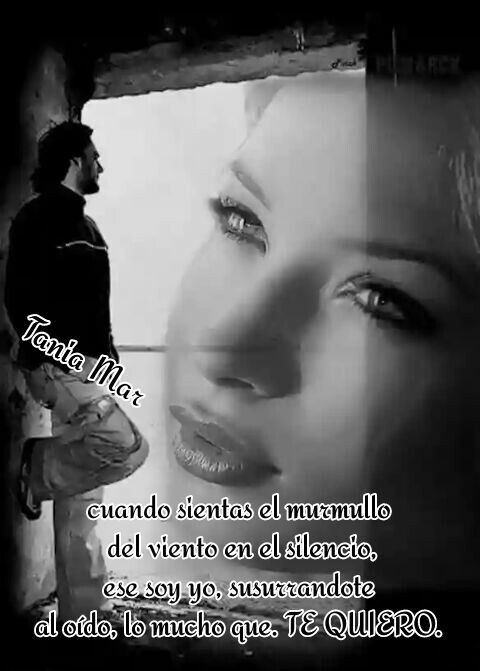 Tania Mar
cuando sientas el murmullo
del viento en el silencio,
ese soy yo, susurrandote
al oído, lo mucho que. TE QUIERO.